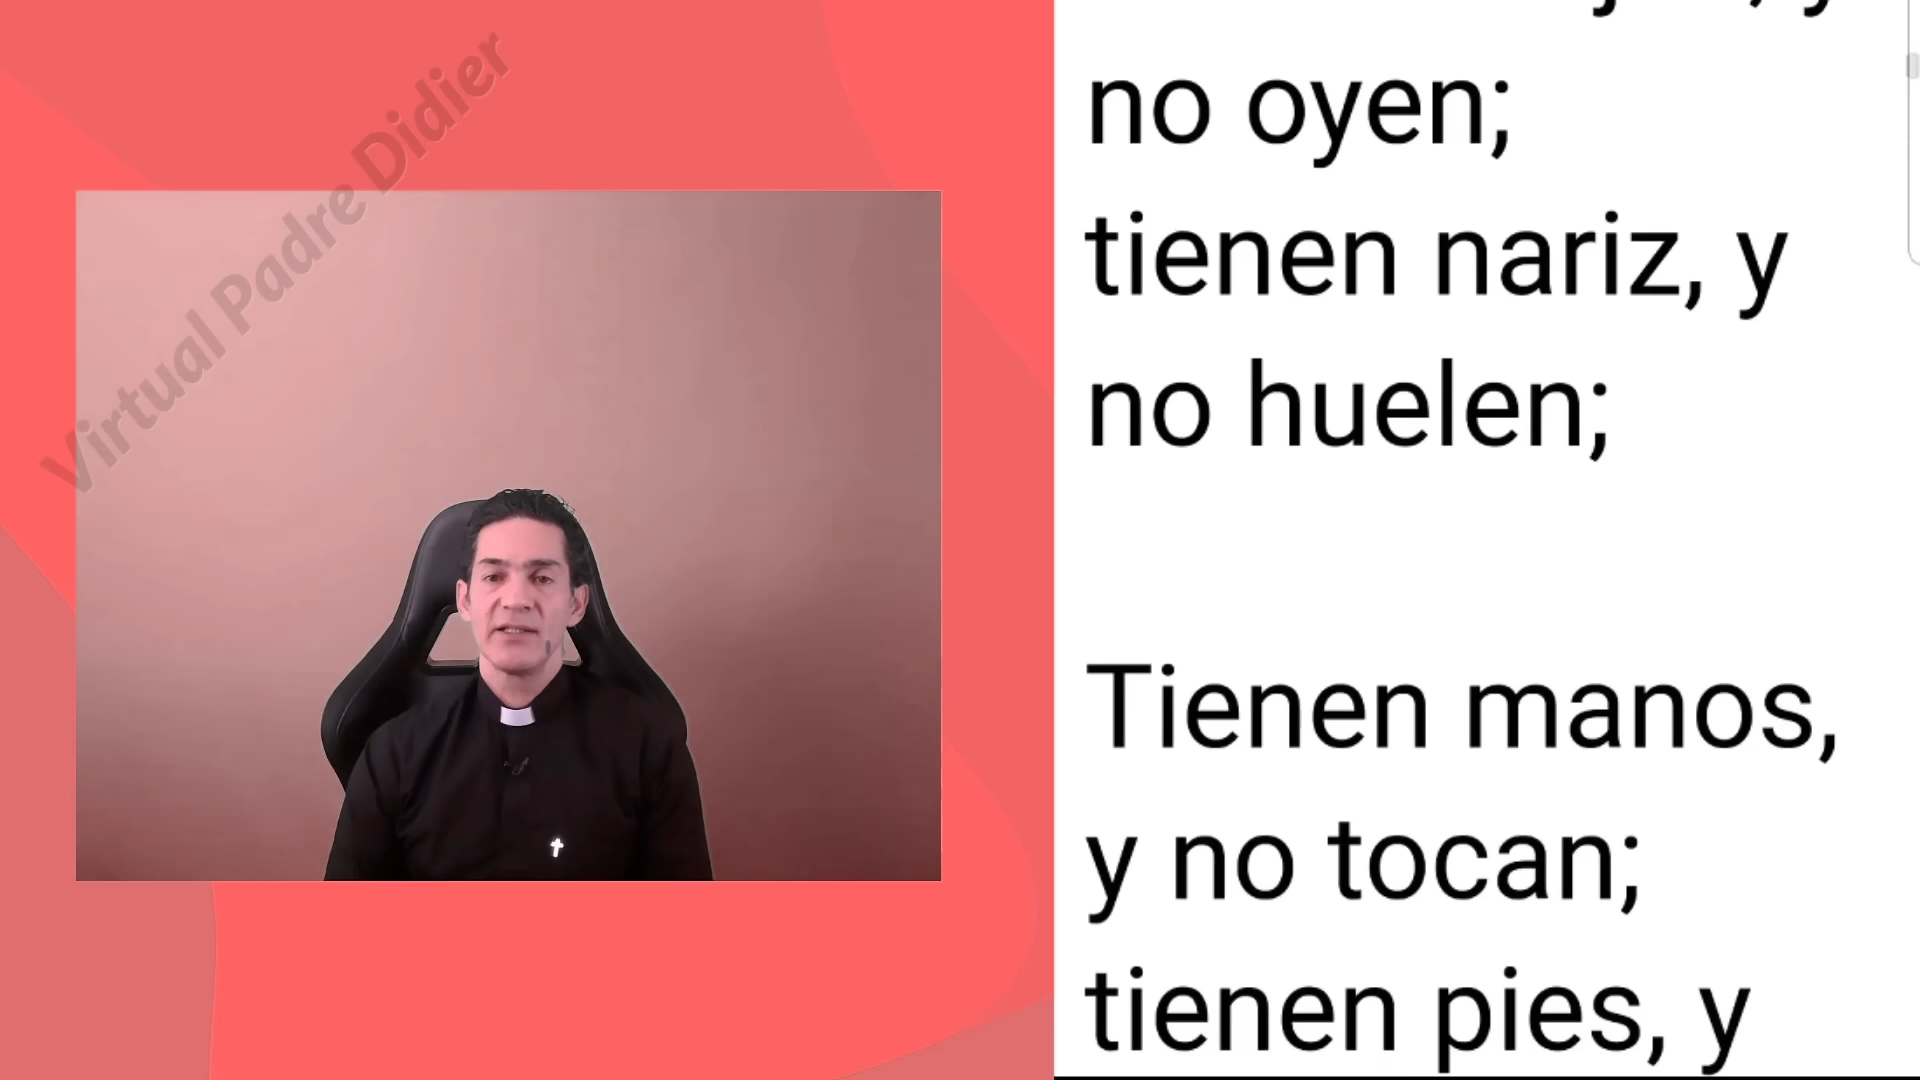 Virtual Padre Didier
no oyen;
tienen nariz, y
no huelen;
Tienen manos,
y no tocan;
tienen pies, y